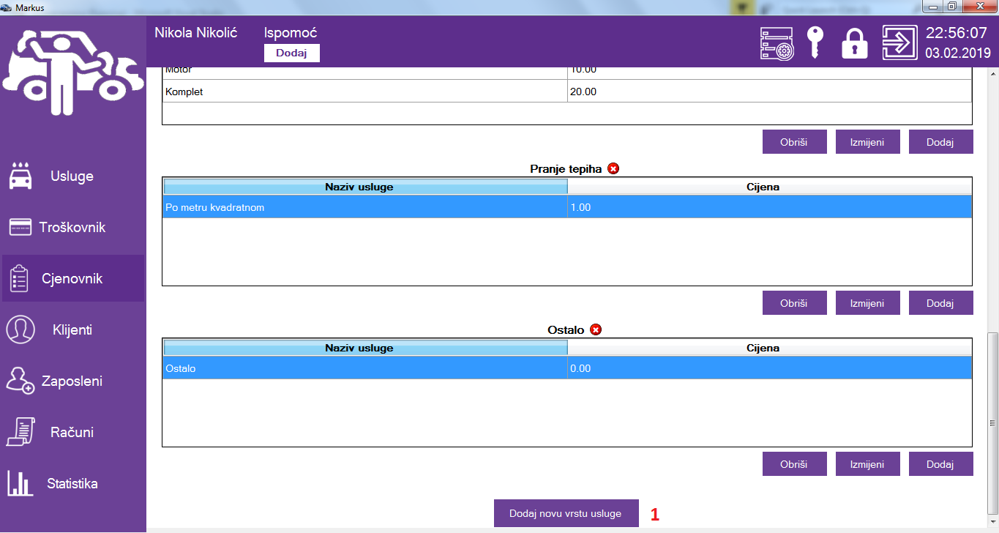 Markus
Nikola Nikolić Ispomoć 22:56:07
Dodaj 03.02.2019
Motor 10.00
Komplet 20.00
Obriši Izmijeni Dodaj
Usluge
Troškovnik
Cjenovnik
Klijenti
Zaposleni
Računi
Statistika
Pranje tepiha
Naziv usluge Cijena
Po metru kvadratnom 1.00
Obriši Izmijeni Dodaj
Ostalo
Naziv usluge Cijena
Ostalo 0.00
Obriši Izmijeni Dodaj
Dodaj novu vrstu usluge 1